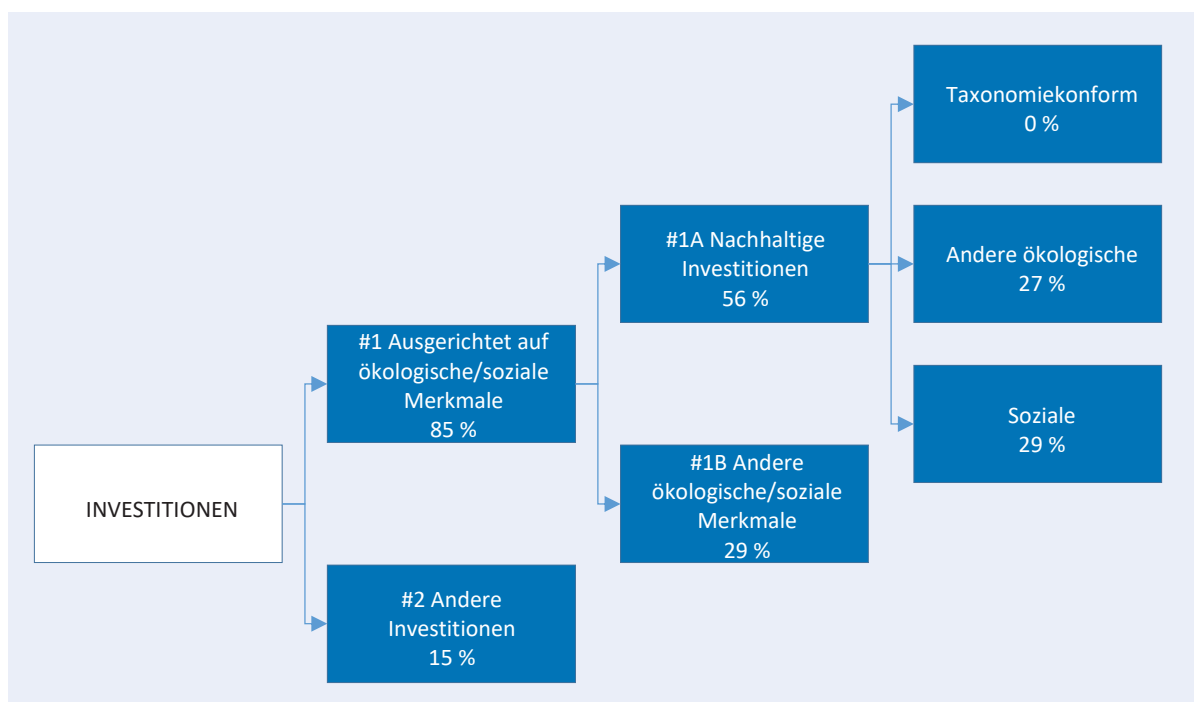 INVESTITIONEN
#1 Ausgerichtet auf
ökologische/soziale
Merkmale
85 %
#2 Andere
Investitionen
15 %
#1A Nachhaltige
Investitionen
56 %
#1B Andere
ökologische/soziale
Merkmale
29 %
Taxonomiekonform
0 %
Andere ökologische
27 %
Soziale
29 %